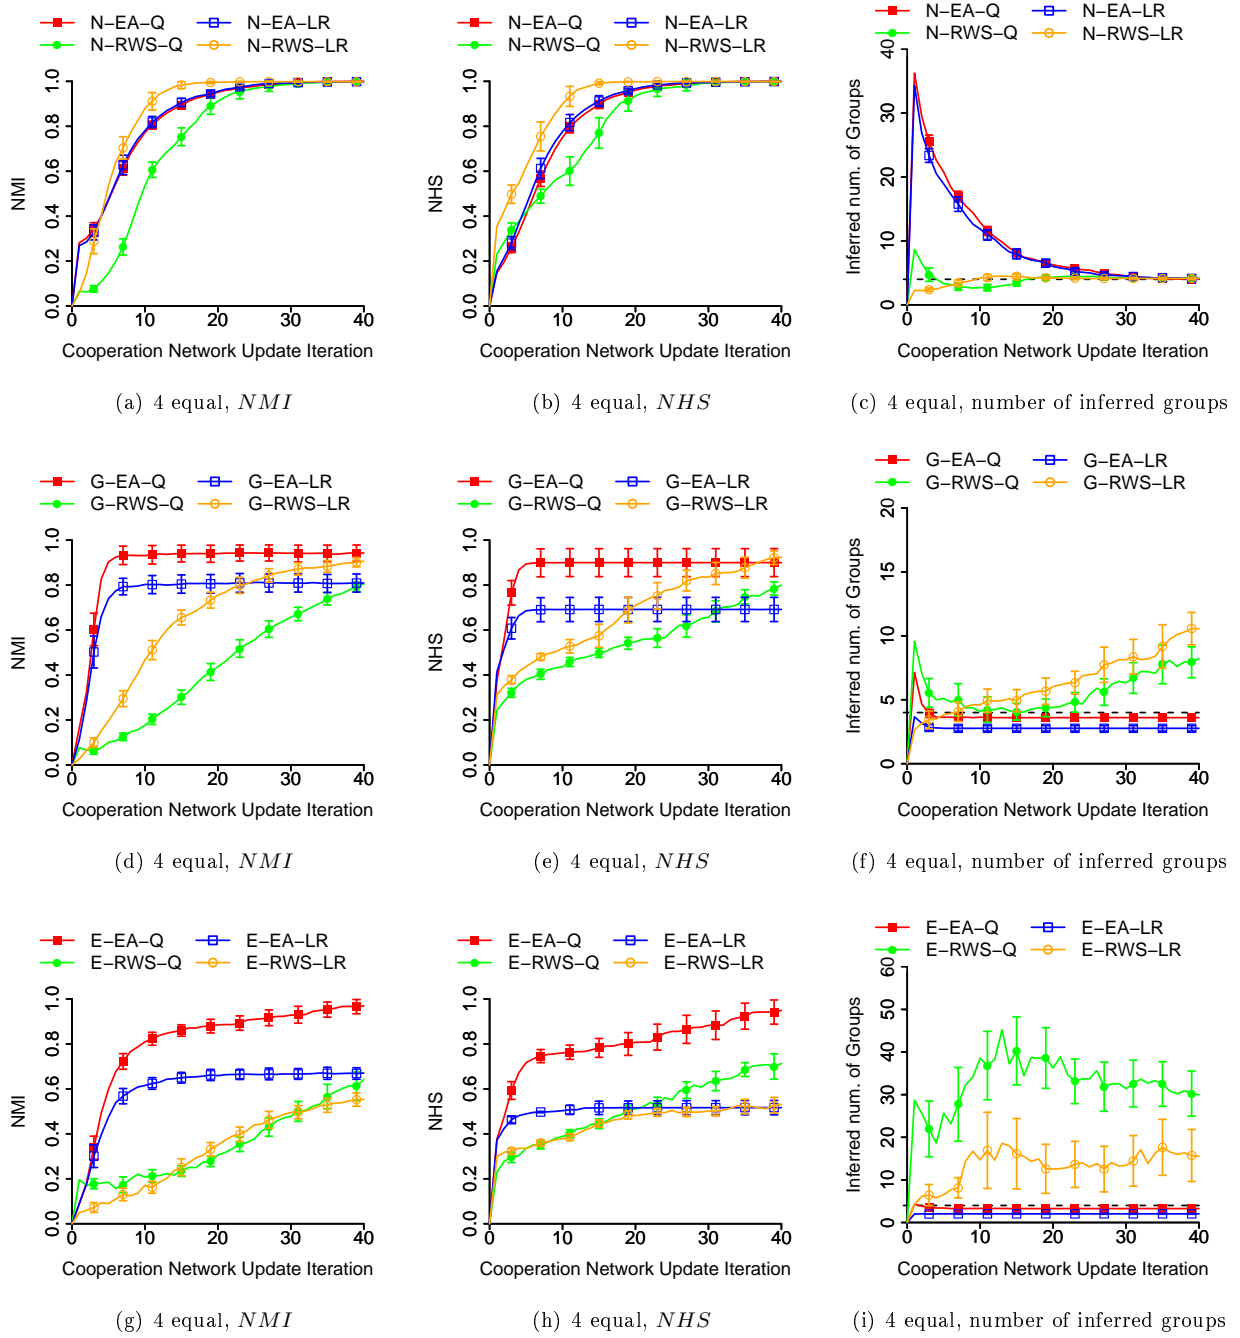 N−EA−Q N−EA−LR
N−RWS−Q N−RWS−LR
NMI
0.0 0.2 0.4 0.6 0.8 1.0
0 10 20 30 40
Cooperation Network Update Iteration
(a) 4 equal, NMI
N−EA−Q N−EA−LR
N−RWS−Q N−RWS−LR
NHS
0.0 0.2 0.4 0.6 0.8 1.0
0 10 20 30 40
Cooperation Network Update Iteration
(b) 4 equal, NHS
N−EA−Q N−EA−LR
N−RWS−Q N−RWS−LR
Inferred num. of Groups
0 10 20 30 40
0 10 20 30 40
Cooperation Network Update Iteration
(c) 4 equal, number of inferred groups
G−EA−Q G−EA−LR
G−RWS−Q G−RWS−LR
NMI
0.0 0.2 0.4 0.6 0.8 1.0
0 10 20 30 40
Cooperation Network Update Iteration
(d) 4 equal, NMI
G−EA−Q G−EA−LR
G−RWS−Q G−RWS−LR
NHS
0.0 0.2 0.4 0.6 0.8 1.0
0 10 20 30 40
Cooperation Network Update Iteration
(e) 4 equal, NHS
G−EA−Q G−EA−LR
G−RWS−Q G−RWS−LR
Inferred num. of Groups
0 5 10 15 20
0 10 20 30 40
Cooperation Network Update Iteration
(f) 4 equal, number of inferred groups
E−EA−Q E−EA−LR
E−RWS−Q E−RWS−LR
NMI
0.0 0.2 0.4 0.6 0.8 1.0
0 10 20 30 40
Cooperation Network Update Iteration
(g) 4 equal, NMI
E−EA−Q E−EA−LR
E−RWS−Q E−RWS−LR
NHS
0.0 0.2 0.4 0.6 0.8 1.0
0 10 20 30 40
Cooperation Network Update Iteration
(h) 4 equal, NHS
E−EA−Q E−EA−LR
E−RWS−Q E−RWS−LR
Inferred num. of Groups
0 10 20 30 40 50 60
0 10 20 30 40
Cooperation Network Update Iteration
(i) 4 equal, number of inferred groups